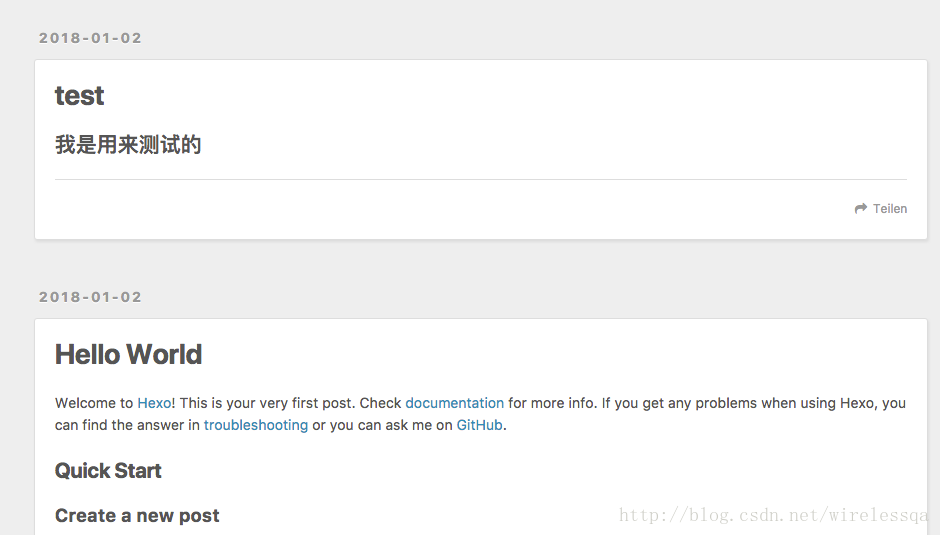 2018-01-02
test
我是用来测试的
Teilen
2018-01-02
Hello World
Welcome to Hexo! This is your very first post. Check documentation for more info. If you get any problems when using Hexo, you
can find the answer in troubleshooting or you can ask me on GitHub.
Quick Start
Create a new post
http://blog.csdn.net/wirelessqa